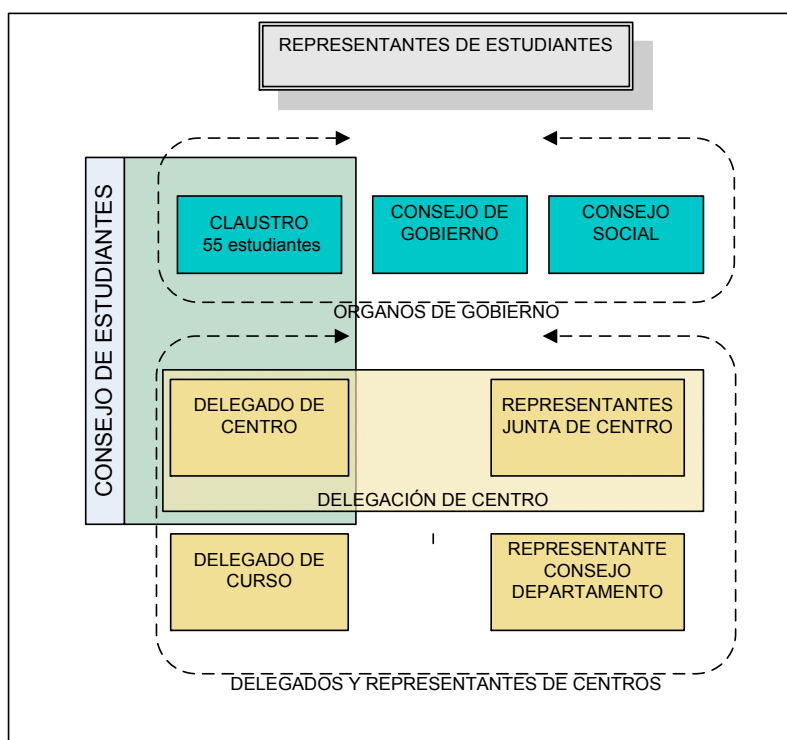 REPRESENTANTES DE ESTUDIANTES
CONSEJO DE ESTUDIANTES
CLAUSTRO
55 estudiantes
CONSEJO DE
GOBIERNO
CONSEJO
SOCIAL
ORGANOS DE GOBIERNO
DELEGADO DE
CENTRO
REPRESENTANTES
JUNTA DE CENTRO
DELEGACIÓN DE CENTRO
DELEGADO DE
CURSO
REPRESENTANTE
CONSEJO
DEPARTAMENTO
DELEGADOS Y REPRESENTANTES DE CENTROS